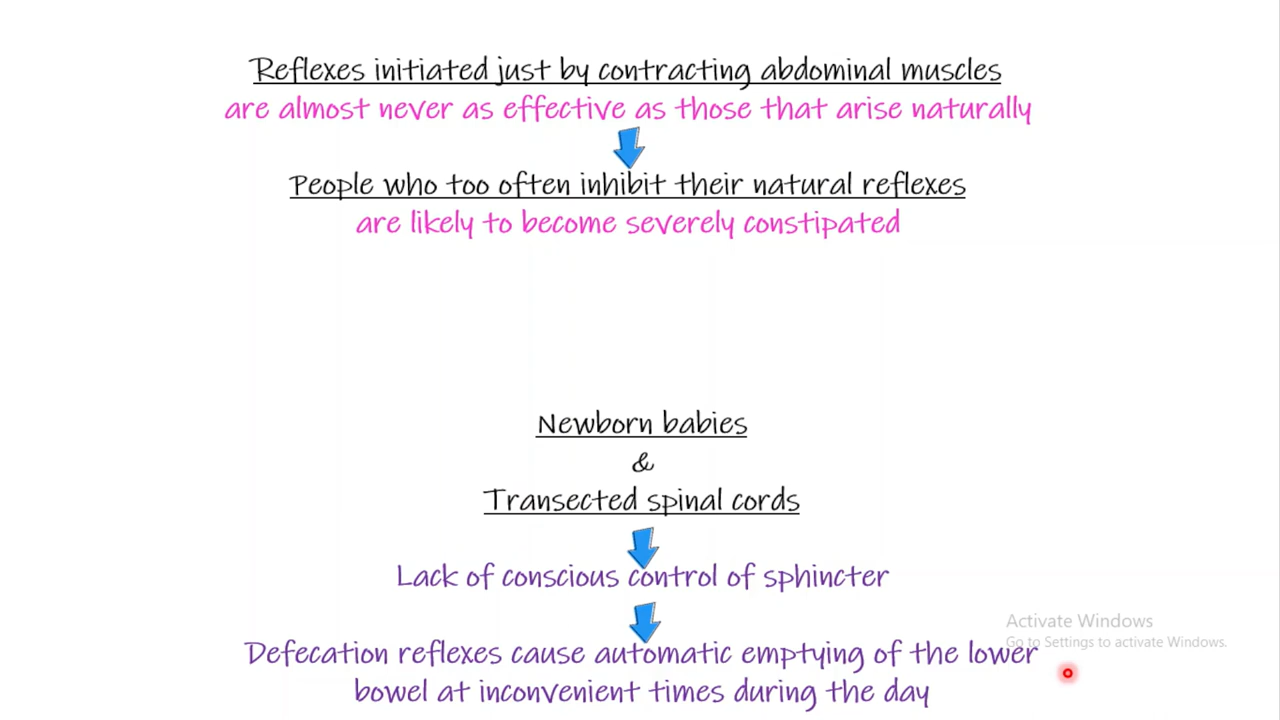 Reflexes initiated just by contracting abdominal muscles
are almost never as effective as those that arise naturally
People who too often inhibit their natural reflexes
are likely to become severely constipated
Newborn babies
&
Transected spinal cords
Lack of conscious control of sphincter
Defecation reflexes cause automatic emptying of the lower
bowel at inconvenient times during the day
Activate Windows
Go to Settings to activate Windows.